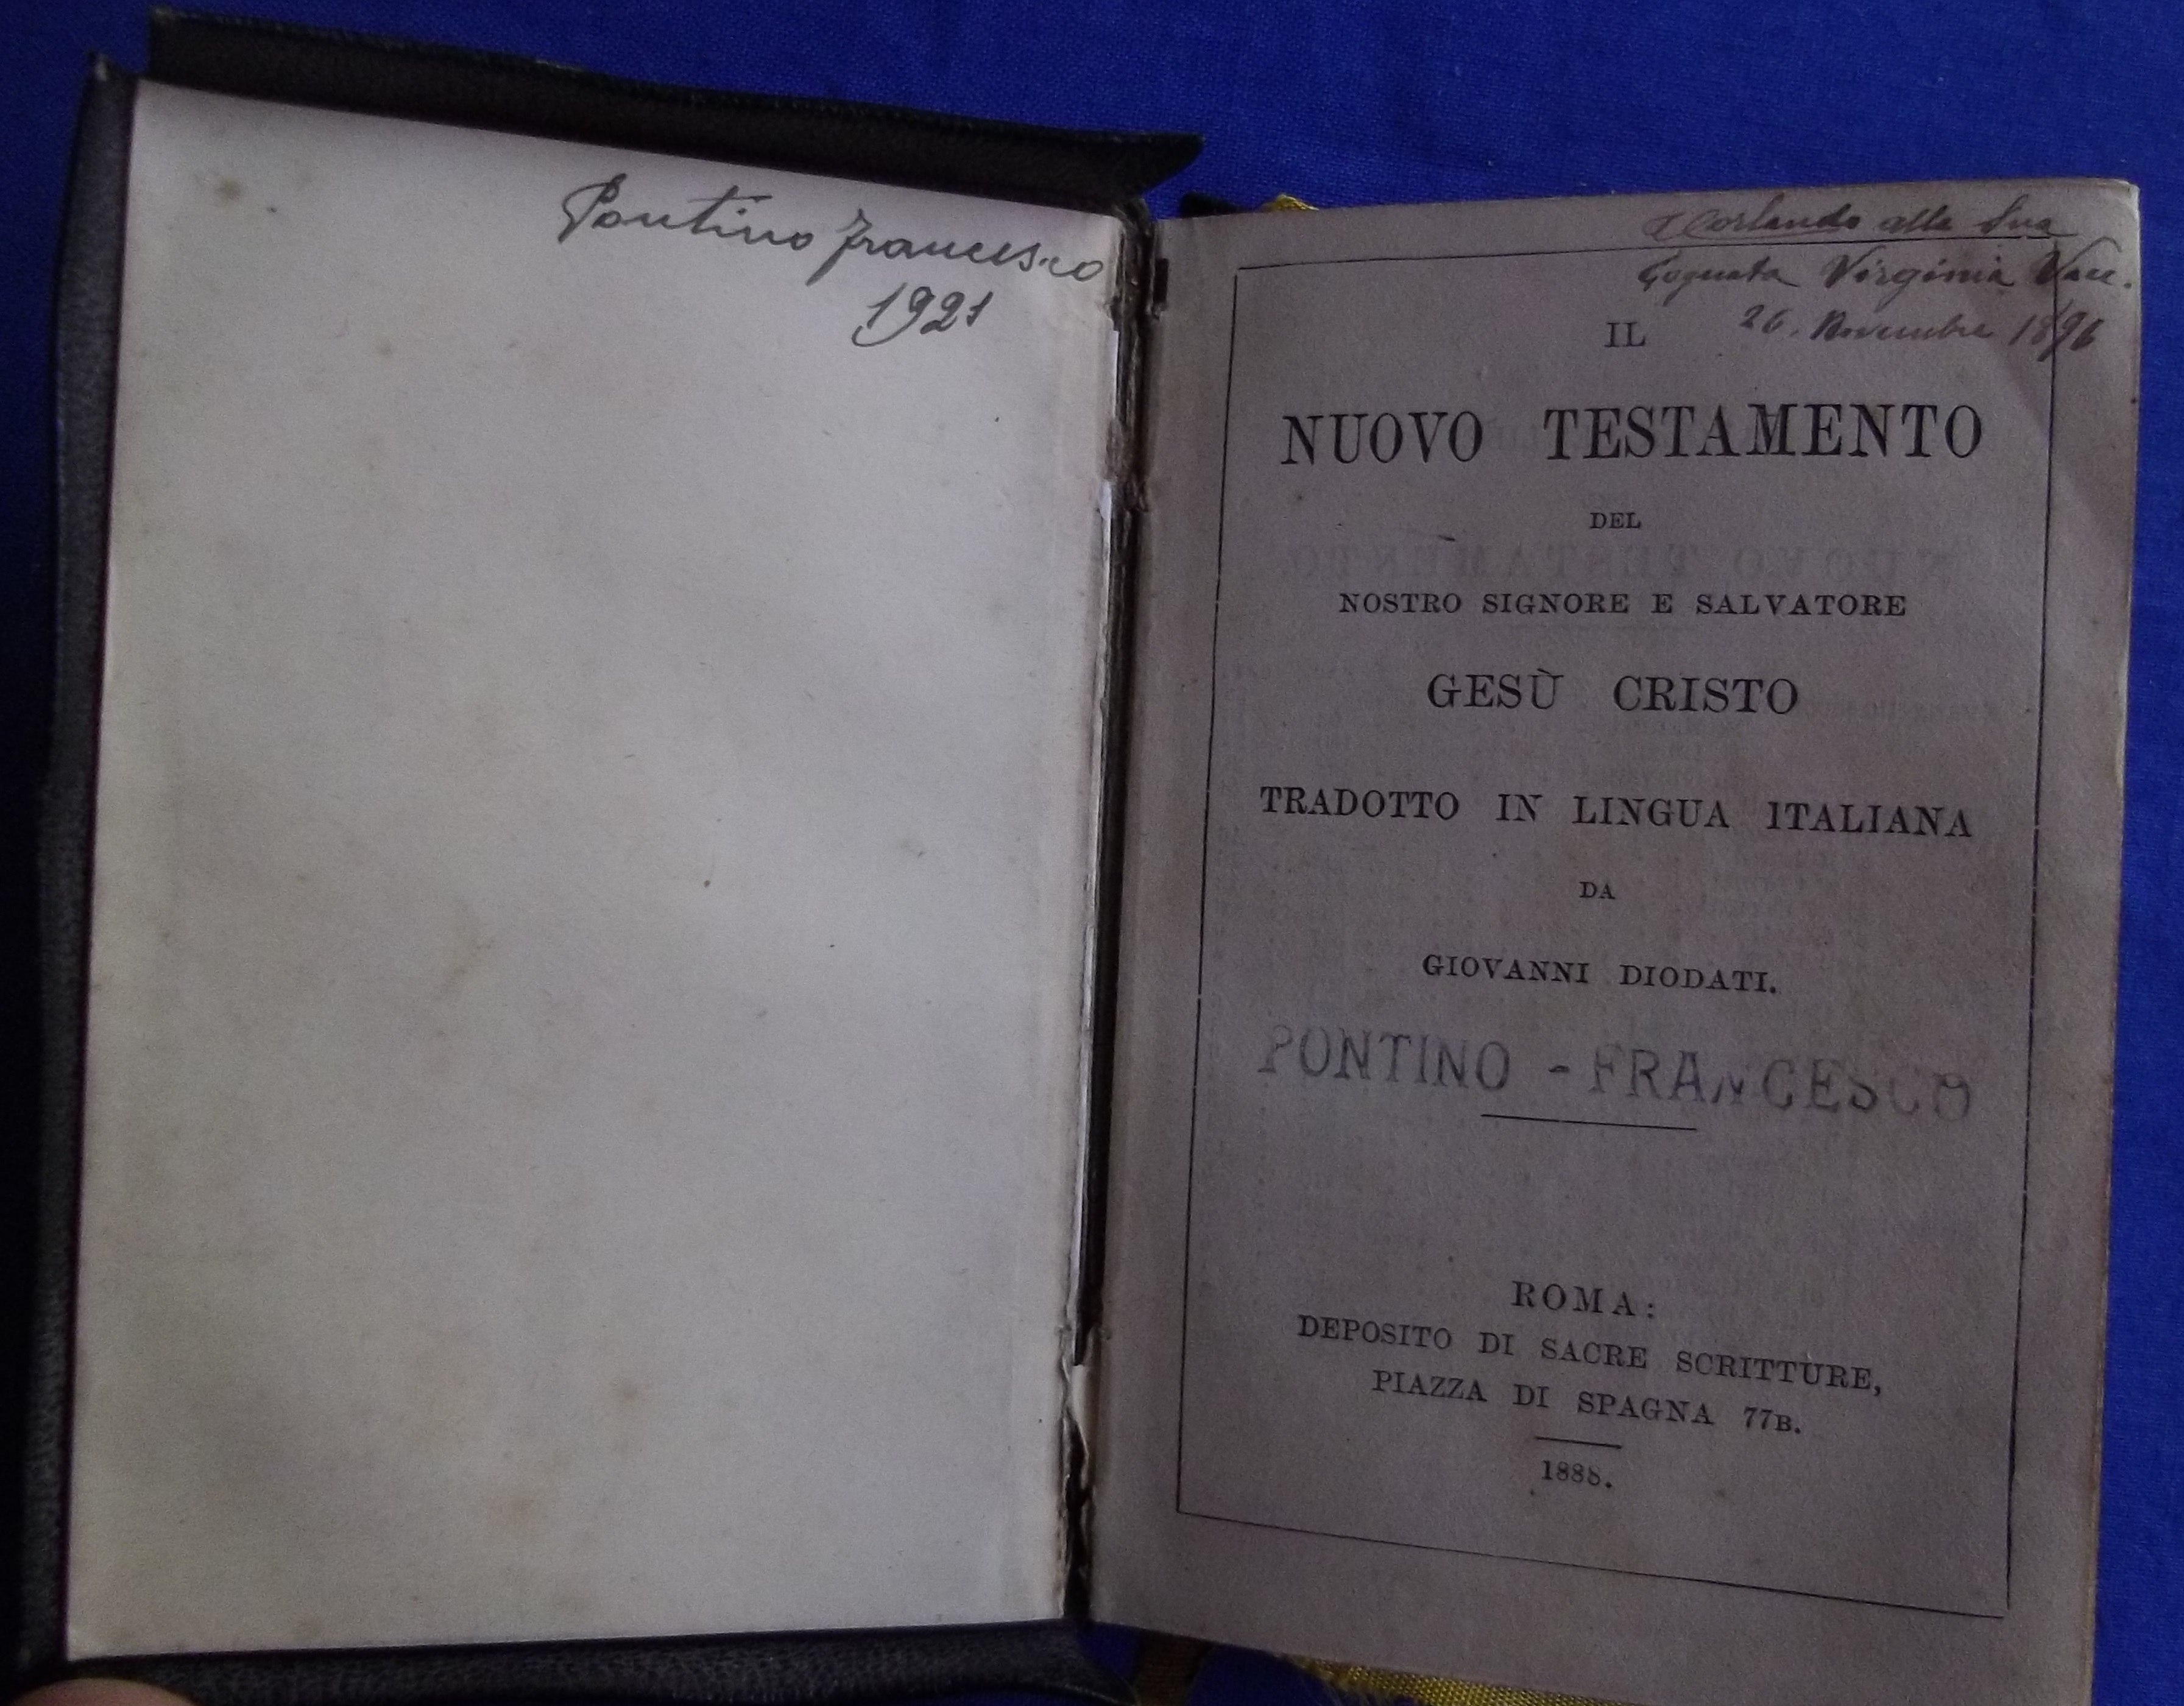 Pontino Francesco
1921
Corlando alla Sua
Cognata Virginia Vacc.
26. Novembre 1896
IL
NUOVO TESTAMENTO
DEL
NOSTRO SIGNORE E SALVATORE
GESÙ CRISTO
TRADOTTO IN LINGUA ITALIANA
DA
GIOVANNI DIODATI.
PONTINO - FRANCESCO
ROMA:
DEPOSITO DI SACRE SCRITTURE,
PIAZZA DI SPAGNA 77B.
1888.